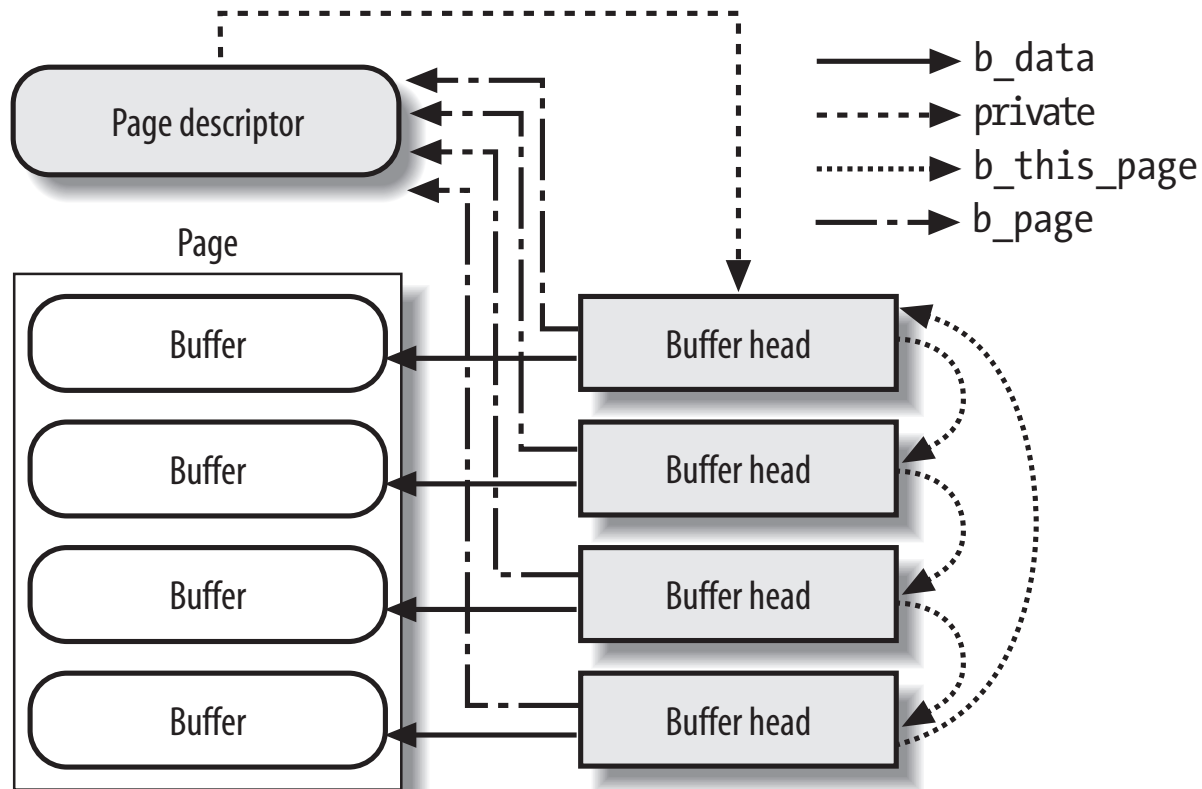 b_data
Page descriptor
private
b_this_page
b_page
Page
Buffer
Buffer head
Buffer
Buffer head
Buffer
Buffer head
Buffer
Buffer head